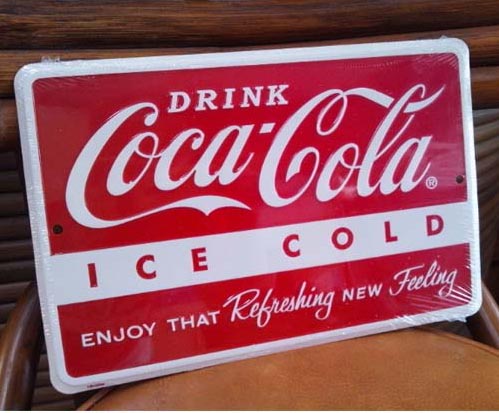 DRINK
Coca-Cola®
ICE COLD
ENJOY THAT Refreshing NEW Feeling